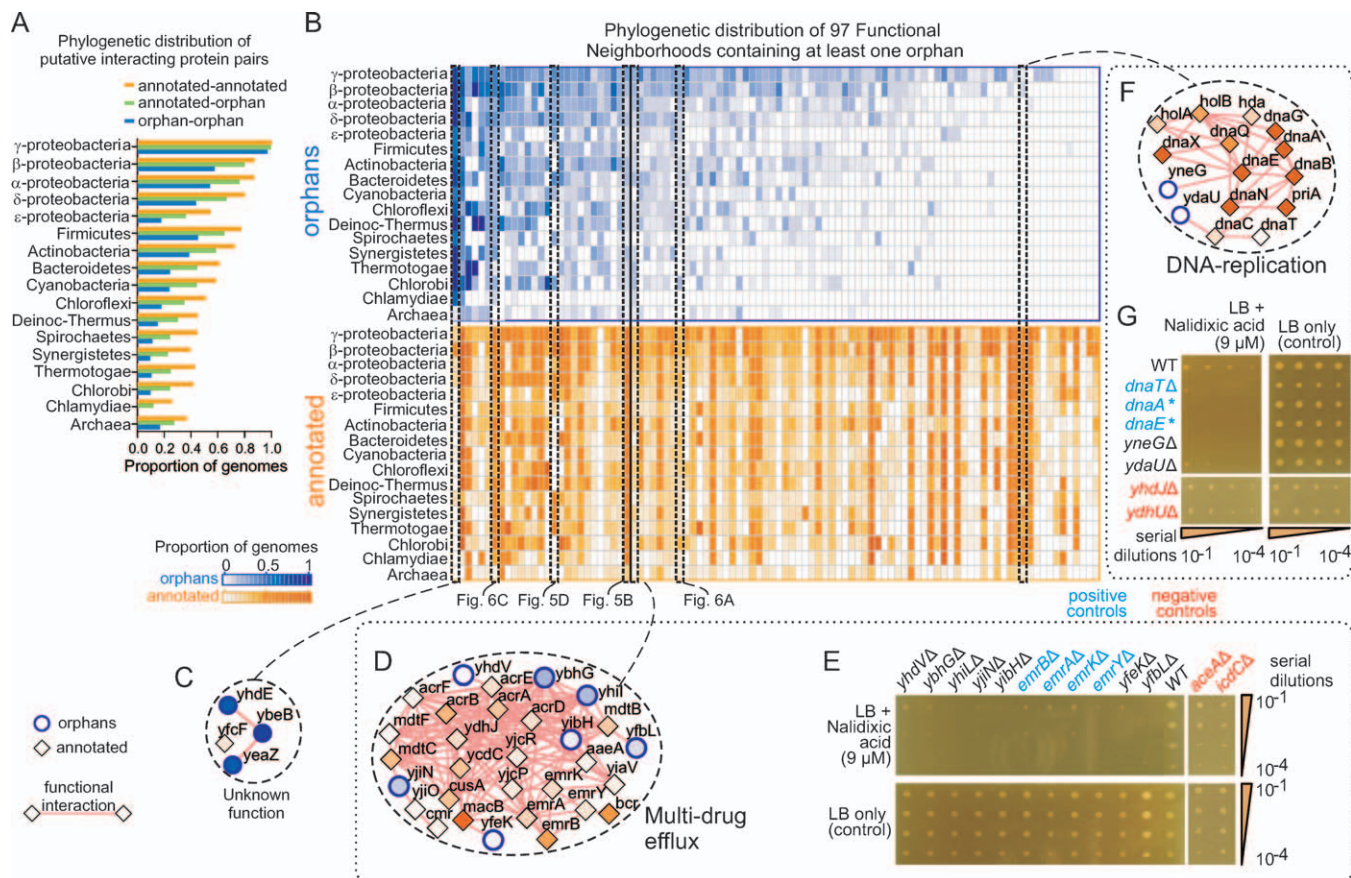 A
Phylogenetic distribution of
putative interacting protein pairs
annotated-annotated
annotated-orphan
orphan-orphan
γ-proteobacteria
β-proteobacteria
α-proteobacteria
δ-proteobacteria
ε-proteobacteria
Firmicutes
Actinobacteria
Bacteroidetes
Cyanobacteria
Chloroflexi
Deinoc-Thermus
Spirochaetes
Synergistetes
Thermotogae
Chlorobi
Chlamydiae
Archaea
0.0 0.2 0.4 0.6 0.8 1.0
Proportion of genomes
Proportion of genomes
0 1
orphans
annotated
B
Phylogenetic distribution of 97 Functional
Neighborhoods containing at least one orphan
orphans
γ-proteobacteria
β-proteobacteria
α-proteobacteria
δ-proteobacteria
ε-proteobacteria
Firmicutes
Actinobacteria
Bacteroidetes
Cyanobacteria
Chloroflexi
Deinoc-Thermus
Spirochaetes
Synergistetes
Thermotogae
Chlorobi
Chlamydiae
Archaea
annotated
γ-proteobacteria
β-proteobacteria
α-proteobacteria
δ-proteobacteria
ε-proteobacteria
Firmicutes
Actinobacteria
Bacteroidetes
Cyanobacteria
Chloroflexi
Deinoc-Thermus
Spirochaetes
Synergistetes
Thermotogae
Chlorobi
Chlamydiae
Archaea
Fig. 6C
Fig. 5D
Fig. 5B
Fig. 6A
C
yhdE
ybeB
yfcF
yeaZ
Unknown
function
orphans
annotated
functional
interaction
D
yhdV
acrE
ybhG
acrF
acrA
yhiI
acrB
acrD
mdtB
mdtF
ydhJ
yibH
yfbL
mdtC
yjcR
aaeA
ycdC
yjiN
yjcP
emrK
yiaV
yjiO
cusA
emrY
cmr
macB
emrA
bcr
yfeK
emrB
Multi-drug
efflux
positive
controls
negative
controls
E
yhdVΔ
ybhGΔ
yhiLΔ
yjiNΔ
yibHΔ
emrBΔ
emrAΔ
emrKΔ
emrYΔ
yfeKΔ
yfbLΔ
WT
aceAΔ
icdCΔ
serial
dilutions
LB +
Nalidixic
acid
(9 µM)
10-1
10-4
LB only
(control)
10-1
10-4
F
holB
hda
holA
dnaG
dnaQ
dnaA
dnaX
dnaE
dnaB
yneG
ydaU
dnaN
priA
dnaC
dnaT
DNA-replication
G
LB +
Nalidixic acid
(9 µM)
LB only
(control)
WT
dnaTΔ
dnaA*
dnaE*
yneGΔ
ydaUΔ
yhdJΔ
ydhUΔ
serial
dilutions
10-1 10-4 10-1 10-4